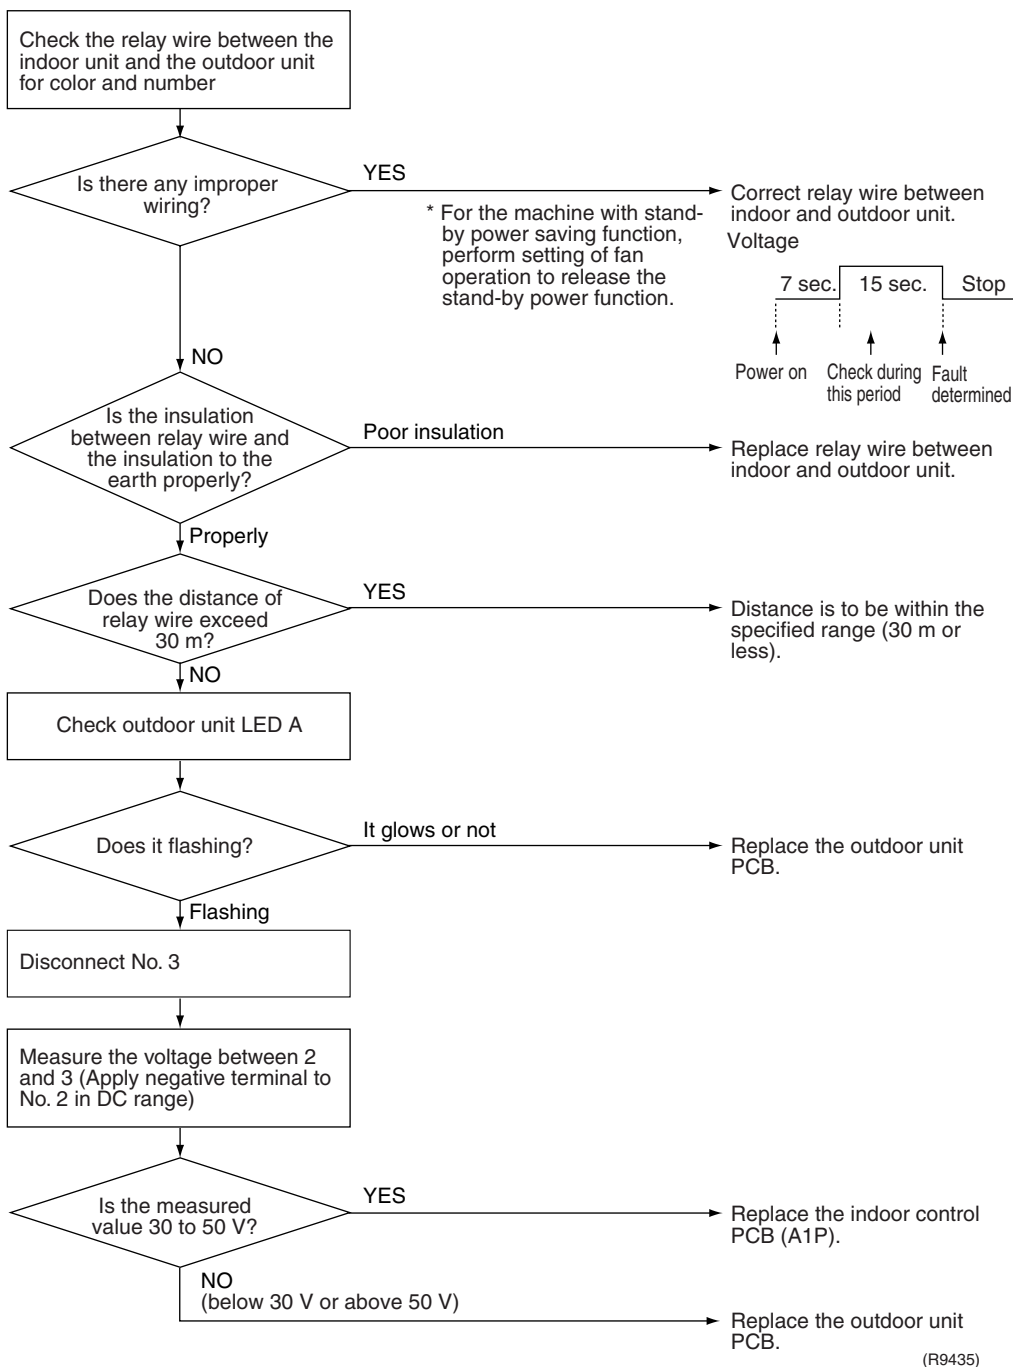 Check the relay wire between the
indoor unit and the outdoor unit
for color and number
Is there any improper
wiring?
YES
Correct relay wire between
indoor and outdoor unit.
* For the machine with stand-
by power saving function,
perform setting of fan
operation to release the
stand-by power function.
Voltage
7 sec.
15 sec.
Stop
Power on
Check during
this period
Fault
determined
NO
Is the insulation
between relay wire and
the insulation to the
earth properly?
Poor insulation
Replace relay wire between
indoor and outdoor unit.
Properly
Does the distance of
relay wire exceed
30 m?
YES
Distance is to be within the
specified range (30 m or
less).
NO
Check outdoor unit LED A
Does it flashing?
It glows or not
Replace the outdoor unit
PCB.
Flashing
Disconnect No. 3
Measure the voltage between 2
and 3 (Apply negative terminal to
No. 2 in DC range)
Is the measured
value 30 to 50 V?
YES
Replace the indoor control
PCB (A1P).
NO
(below 30 V or above 50 V)
Replace the outdoor unit
PCB.
(R9435)